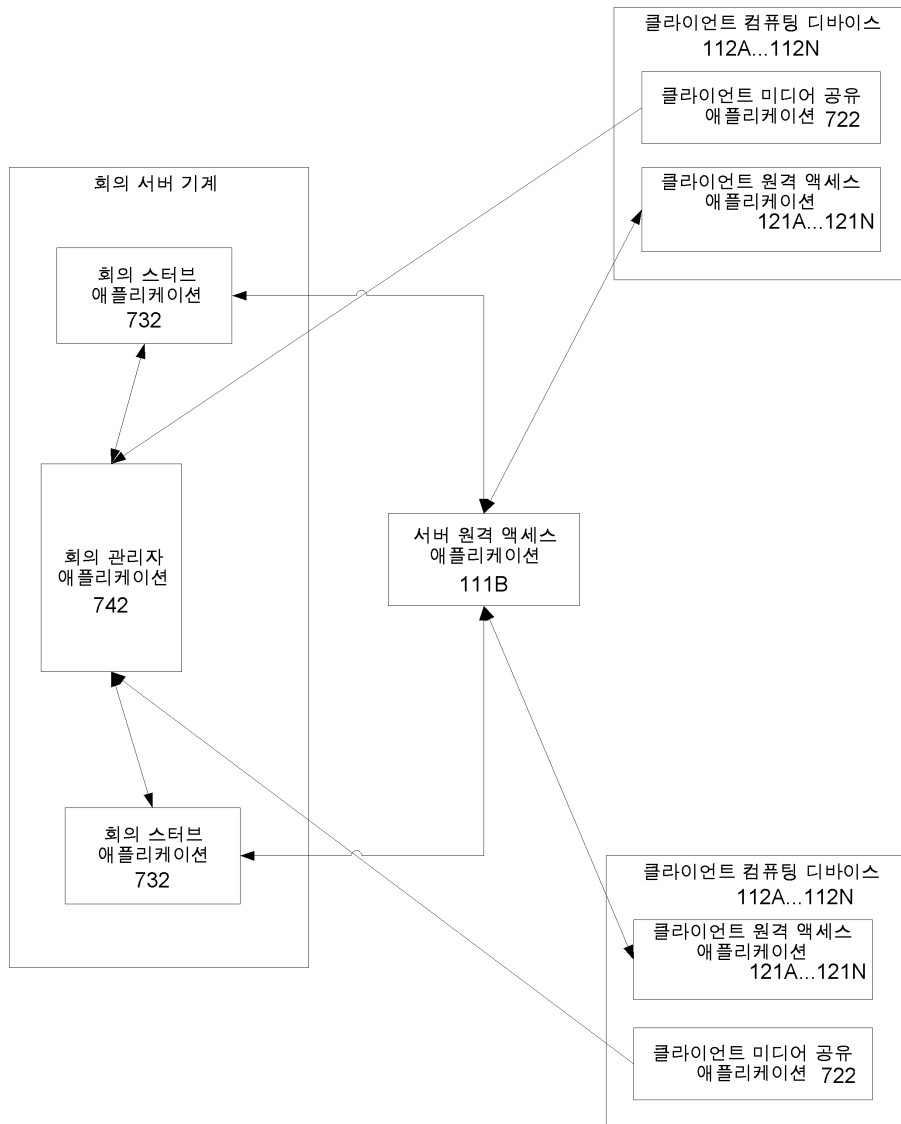 클라이언트 컴퓨팅 디바이스
112A...112N
클라이언트 미디어 공유
애플리케이션 722
클라이언트 원격 액세스
애플리케이션
121A...121N
회의 서버 기계
회의 스터브
애플리케이션
732
회의 관리자
애플리케이션
742
서버 원격 액세스
애플리케이션
111B
회의 스터브
애플리케이션
732
클라이언트 컴퓨팅 디바이스
112A...112N
클라이언트 원격 액세스
애플리케이션
121A...121N
클라이언트 미디어 공유
애플리케이션 722